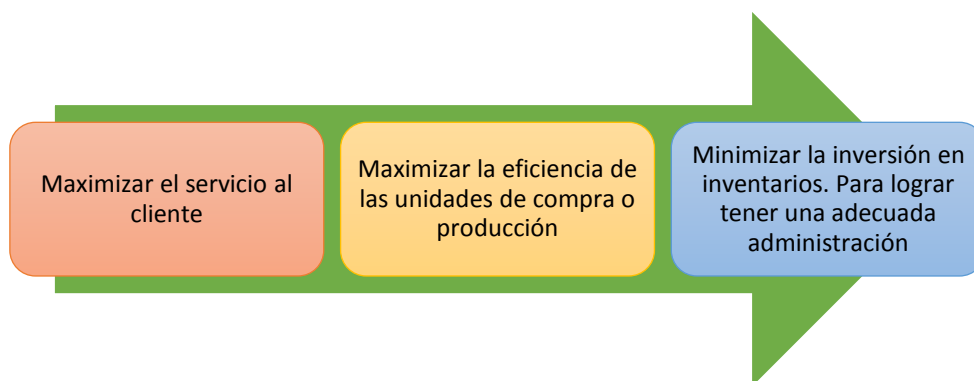 Maximizar el servicio al
cliente
Maximizar la eficiencia de
las unidades de compra o
producción
Minimizar la inversión en
inventarios. Para lograr
tener una adecuada
administración